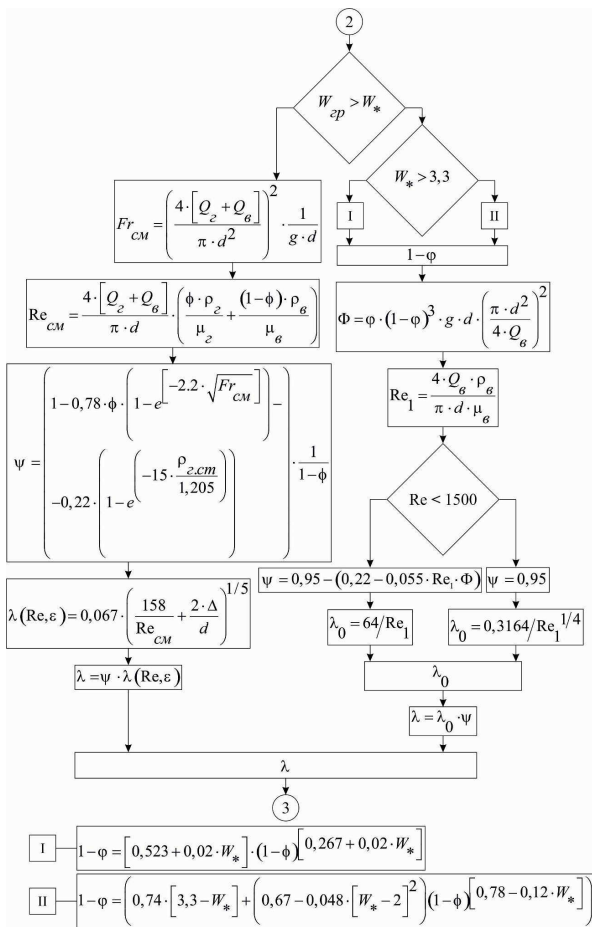 2
W_гр > W_*
W_* > 3,3
I
II
Fr_см = (4·[Q_г + Q_в] / π·d^2)^2 · 1/(g·d)
1−φ
Re_см = 4·[Q_г + Q_в] / (π·d) · (ϕ·ρ_г/μ_г + (1−ϕ)·ρ_в/μ_в)
Φ = φ·(1−φ)^3·g·d·(π·d^2 / 4·Q_в)^2
Re_1 = 4·Q_в·ρ_в / (π·d·μ_в)
ψ = (1−0,78·ϕ·(1−e^[−2.2·√Fr_см])− −0,22·(1−e^(−15·ρ_г.ст/1,205)))·1/(1−ϕ)
Re < 1500
ψ = 0,95−(0,22−0,055·Re_1·Φ)
ψ = 0,95
λ(Re,ε) = 0,067·(158/Re_см + 2·Δ/d)^1/5
λ_0 = 64/Re_1
λ_0 = 0,3164/Re_1^1/4
λ = ψ·λ(Re,ε)
λ_0
λ = λ_0·ψ
λ
3
I 1−φ = [0,523+0,02·W_*]·(1−ϕ)^[0,267+0,02·W_*]
II 1−φ = (0,74·[3,3−W_*]+(0,67−0,048·[W_*−2]^2)(1−ϕ)^[0,78−0,12·W_*])